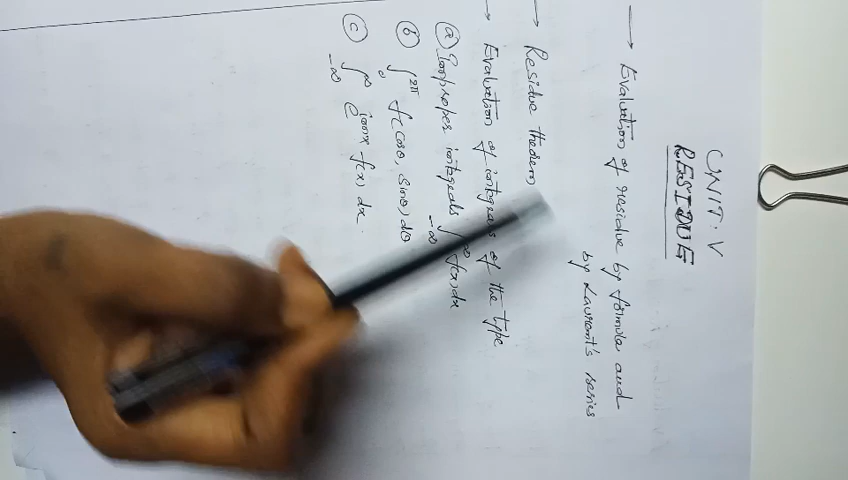 UNIT: V
RESIDUE
→ Evaluation of residue by formula and
by Laurent's series
→ Residue theorem
→ Evaluation of integrals of the type
ⓐ Improper integrals ∫_{-∞}^{∞} f(x) dx
ⓑ ∫_{0}^{2π} f(cosθ, sinθ) dθ
ⓒ ∫_{-∞}^{∞} e^{imx} f(x) dx.